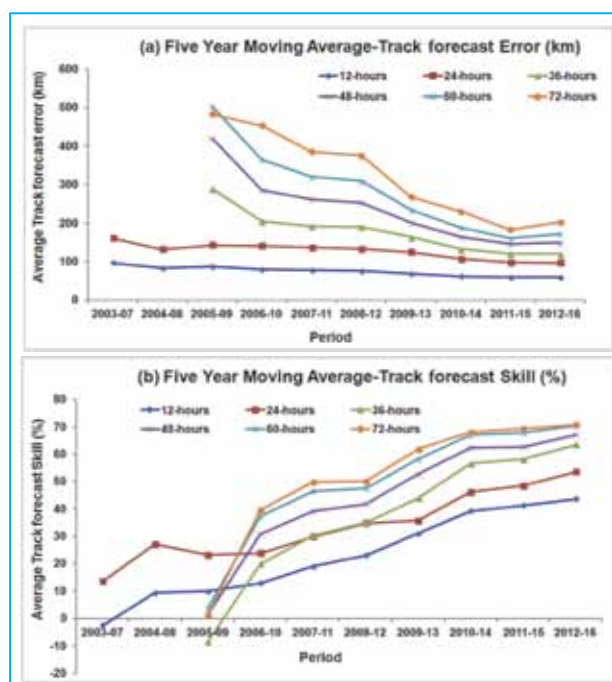 (a) Five Year Moving Average-Track forecast Error (km)
12-hours 24-hours 36-hours
48-hours 60-hours 72-hours
Average Track forecast error (km)
600
500
400
300
200
100
0
2003-07 2004-08 2005-09 2006-10 2007-11 2008-12 2009-13 2010-14 2011-15 2012-16
Period
(b) Five Year Moving Average-Track forecast Skill (%)
12-hours 24-hours 36-hours
48-hours 60-hours 72-hours
Average Track forecast Skill (%)
80
70
60
50
40
30
20
10
0
-10
-20
2003-07 2004-08 2005-09 2006-10 2007-11 2008-12 2009-13 2010-14 2011-15 2012-16
Period